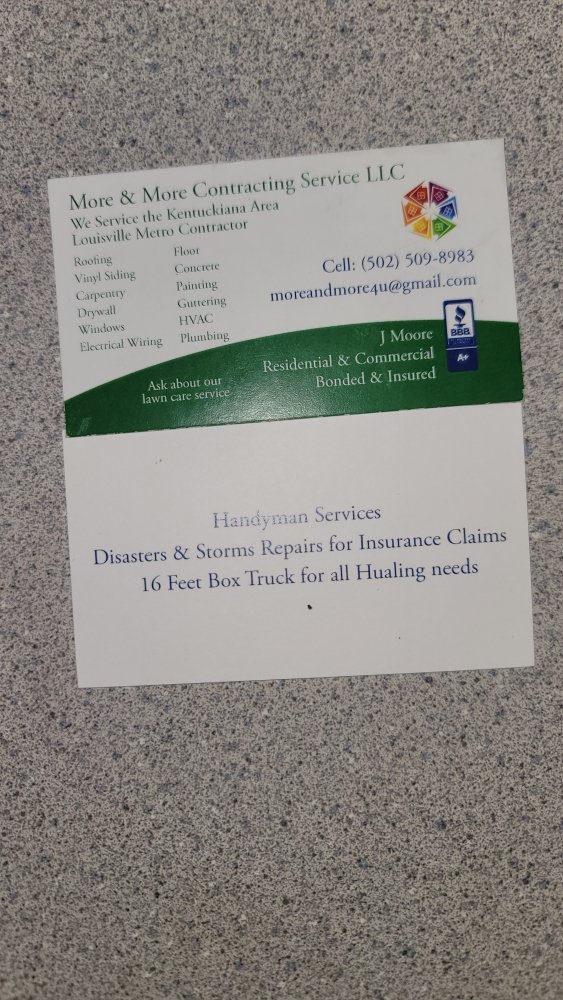 More & More Contracting Service LLC
We Service the Kentuckiana Area
Louisville Metro Contractor
Roofing
Vinyl Siding
Carpentry
Drywall
Windows
Electrical Wiring
Floor
Concrete
Painting
Guttering
HVAC
Plumbing
Cell: (502) 509-8983
moreandmore4u@gmail.com
J Moore
Residential & Commercial
Bonded & Insured
BBB
A+
Ask about our
lawn care service
Handyman Services
Disasters & Storms Repairs for Insurance Claims
16 Feet Box Truck for all Hualing needs